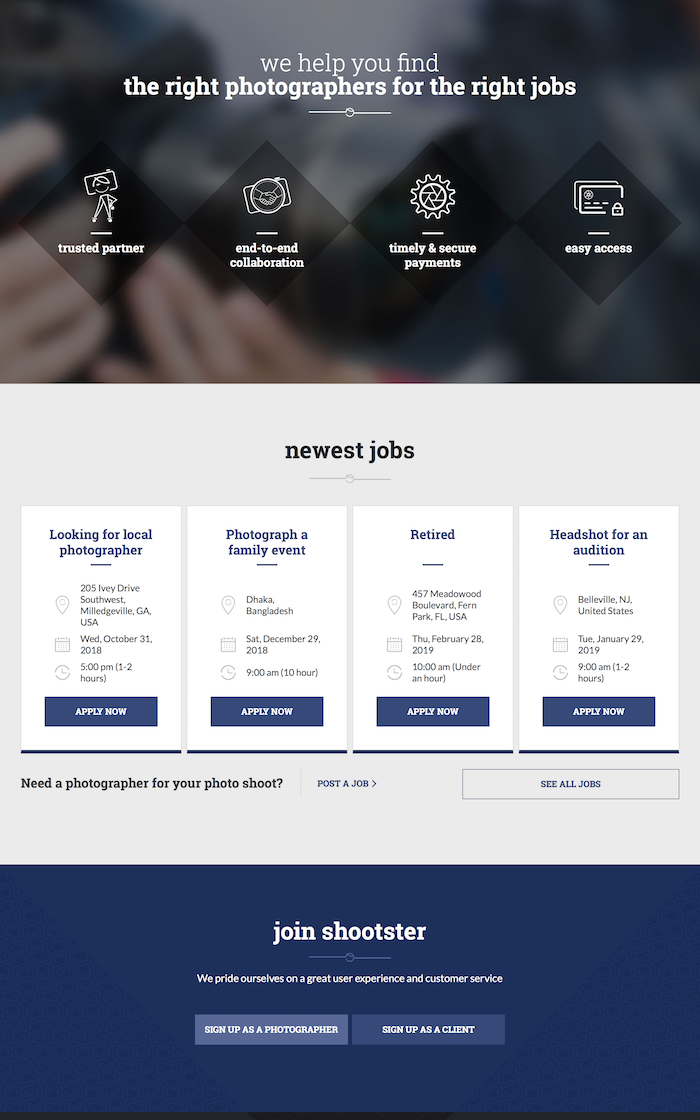 we help you find
the right photographers for the right jobs
trusted partner
end-to-end
collaboration
timely & secure
payments
easy access
newest jobs
Looking for local
photographer
205 Ivey Drive
Southwest,
Milledgeville, GA,
USA
Wed, October 31,
2018
5:00 pm (1-2
hours)
APPLY NOW
Photograph a
family event
Dhaka,
Bangladesh
Sat, December 29,
2018
9:00 am (10 hour)
APPLY NOW
Retired
457 Meadowood
Boulevard, Fern
Park, FL, USA
Thu, February 28,
2019
10:00 am (Under
an hour)
APPLY NOW
Headshot for an
audition
Belleville, NJ,
United States
Tue, January 29,
2019
9:00 am (1-2
hours)
APPLY NOW
Need a photographer for your photo shoot?
POST A JOB >
SEE ALL JOBS
join shootster
We pride ourselves on a great user experience and customer service
SIGN UP AS A PHOTOGRAPHER
SIGN UP AS A CLIENT